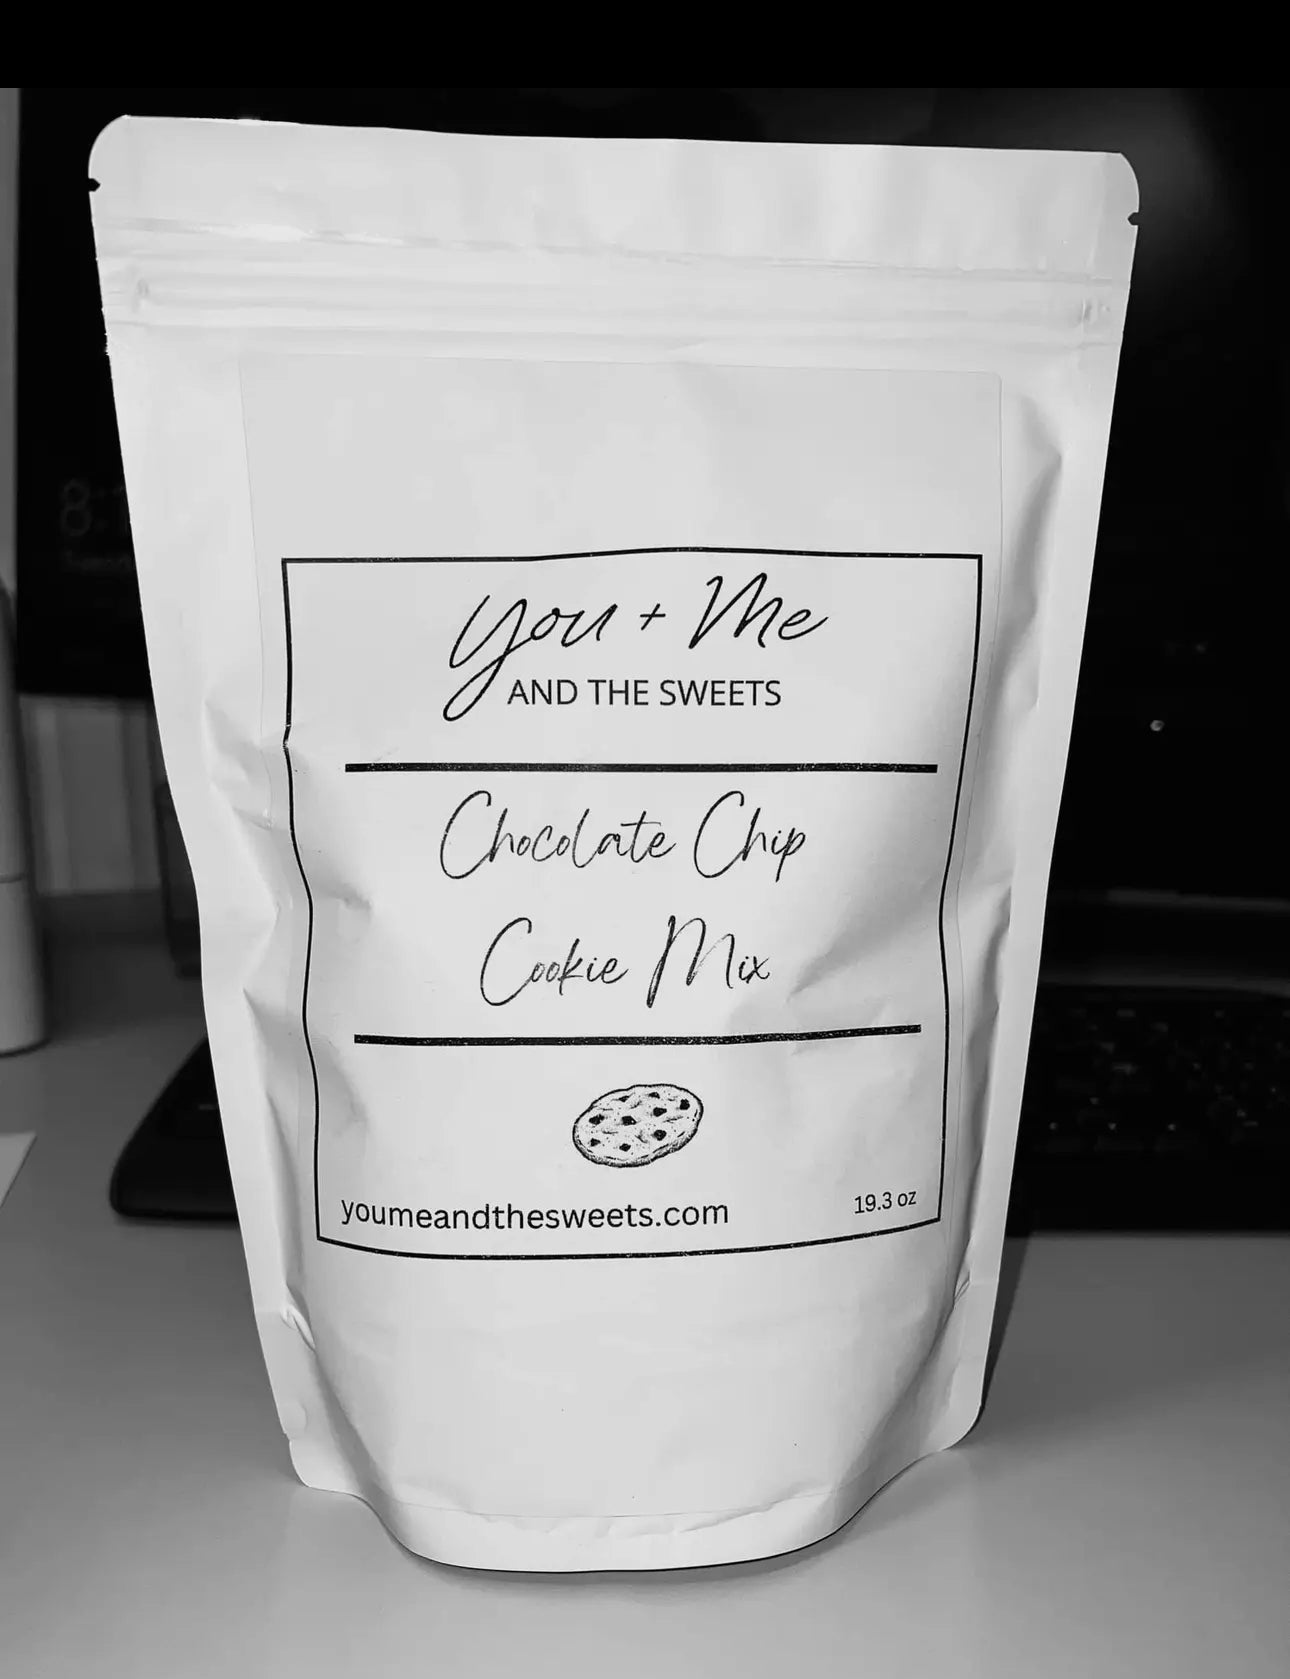 you + Me
AND THE SWEETS
Chocolate Chip
Cookie Mix
youmeandthesweets.com
19.3 oz